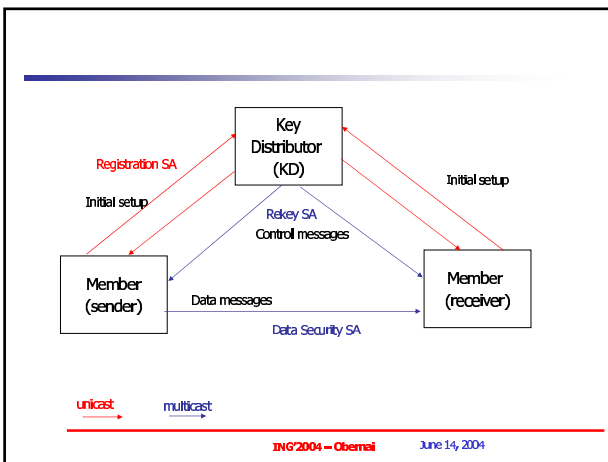 Key
Distributor
(KD)
Registration SA
Initial setup
Initial setup
Rekey SA
Control messages
Member
(sender)
Member
(receiver)
Data messages
Data Security SA
unicast
multicast
ING'2004 – Obernai
June 14, 2004